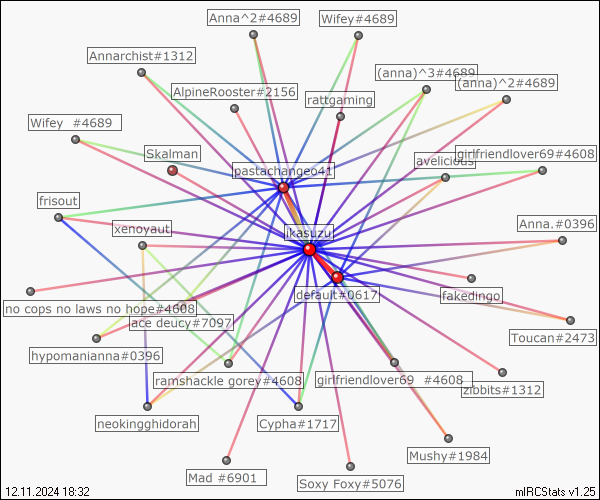 Anna^2#4689
Wifey#4689
Annarchist#1312
(anna)^3#4689
(anna)^2#4689
AlpineRooster#2156
rattgaming
Wifey #4689
Skalman
avelicious
girlfriendlover69#4608
pastachangeo41
frisout
xenoyaut
ikasuzu
Anna.#0396
default#0617
fakedingo
no cops no laws no hope#4608
ace deucy#7097
Toucan#2473
hypomanianna#0396
ramshackle gorey#4608
girlfriendlover69 #4608
zibbits#1312
neokingghidorah
Cypha#1717
Mushy#1984
Mad #6901
Soxy Foxy#5076
12.11.2024 18:32
mIRCStats v1.25